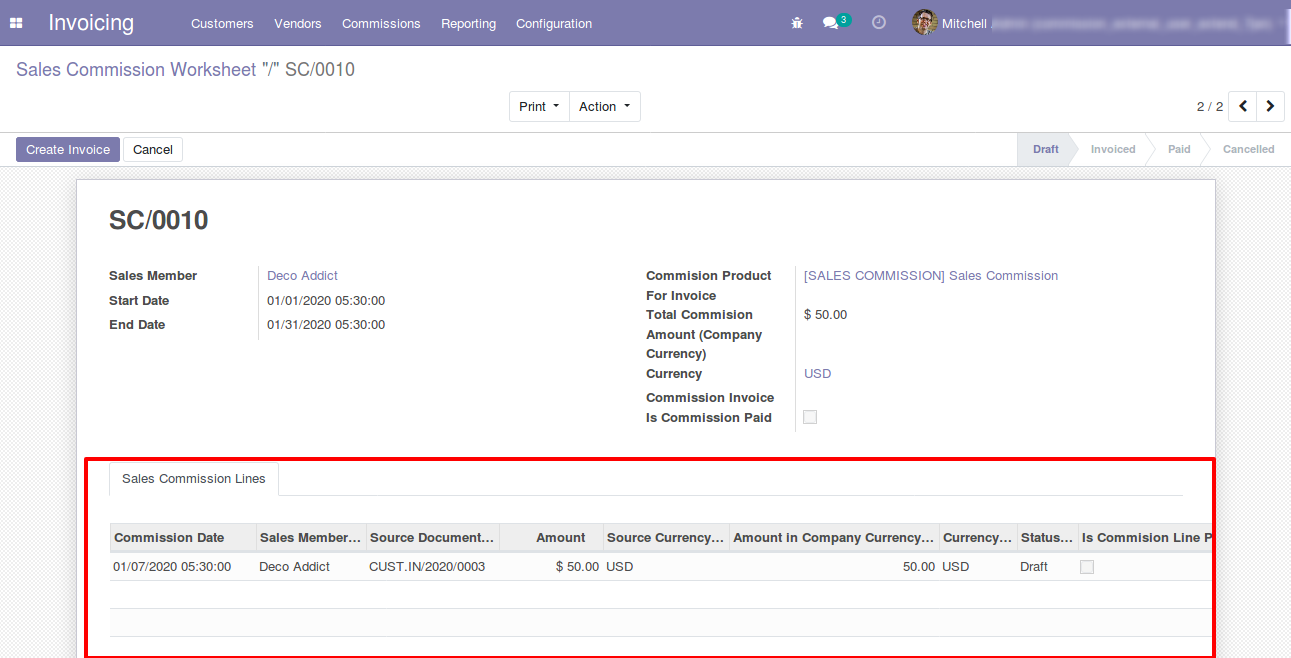 Invoicing Customers Vendors Commissions Reporting Configuration 3 Mitchell
Sales Commission Worksheet "/" SC/0010
Print Action 2 / 2
Create Invoice Cancel Draft Invoiced Paid Cancelled
SC/0010
Sales Member Deco Addict
Start Date 01/01/2020 05:30:00
End Date 01/31/2020 05:30:00
Commision Product [SALES COMMISSION] Sales Commission
For Invoice
Total Commision $ 50.00
Amount (Company
Currency)
Currency USD
Commission Invoice
Is Commission Paid
Sales Commission Lines
Commission Date Sales Member... Source Document... Amount Source Currency... Amount in Company Currency... Currency... Status... Is Commision Line P
01/07/2020 05:30:00 Deco Addict CUST.IN/2020/0003 $ 50.00 USD 50.00 USD Draft